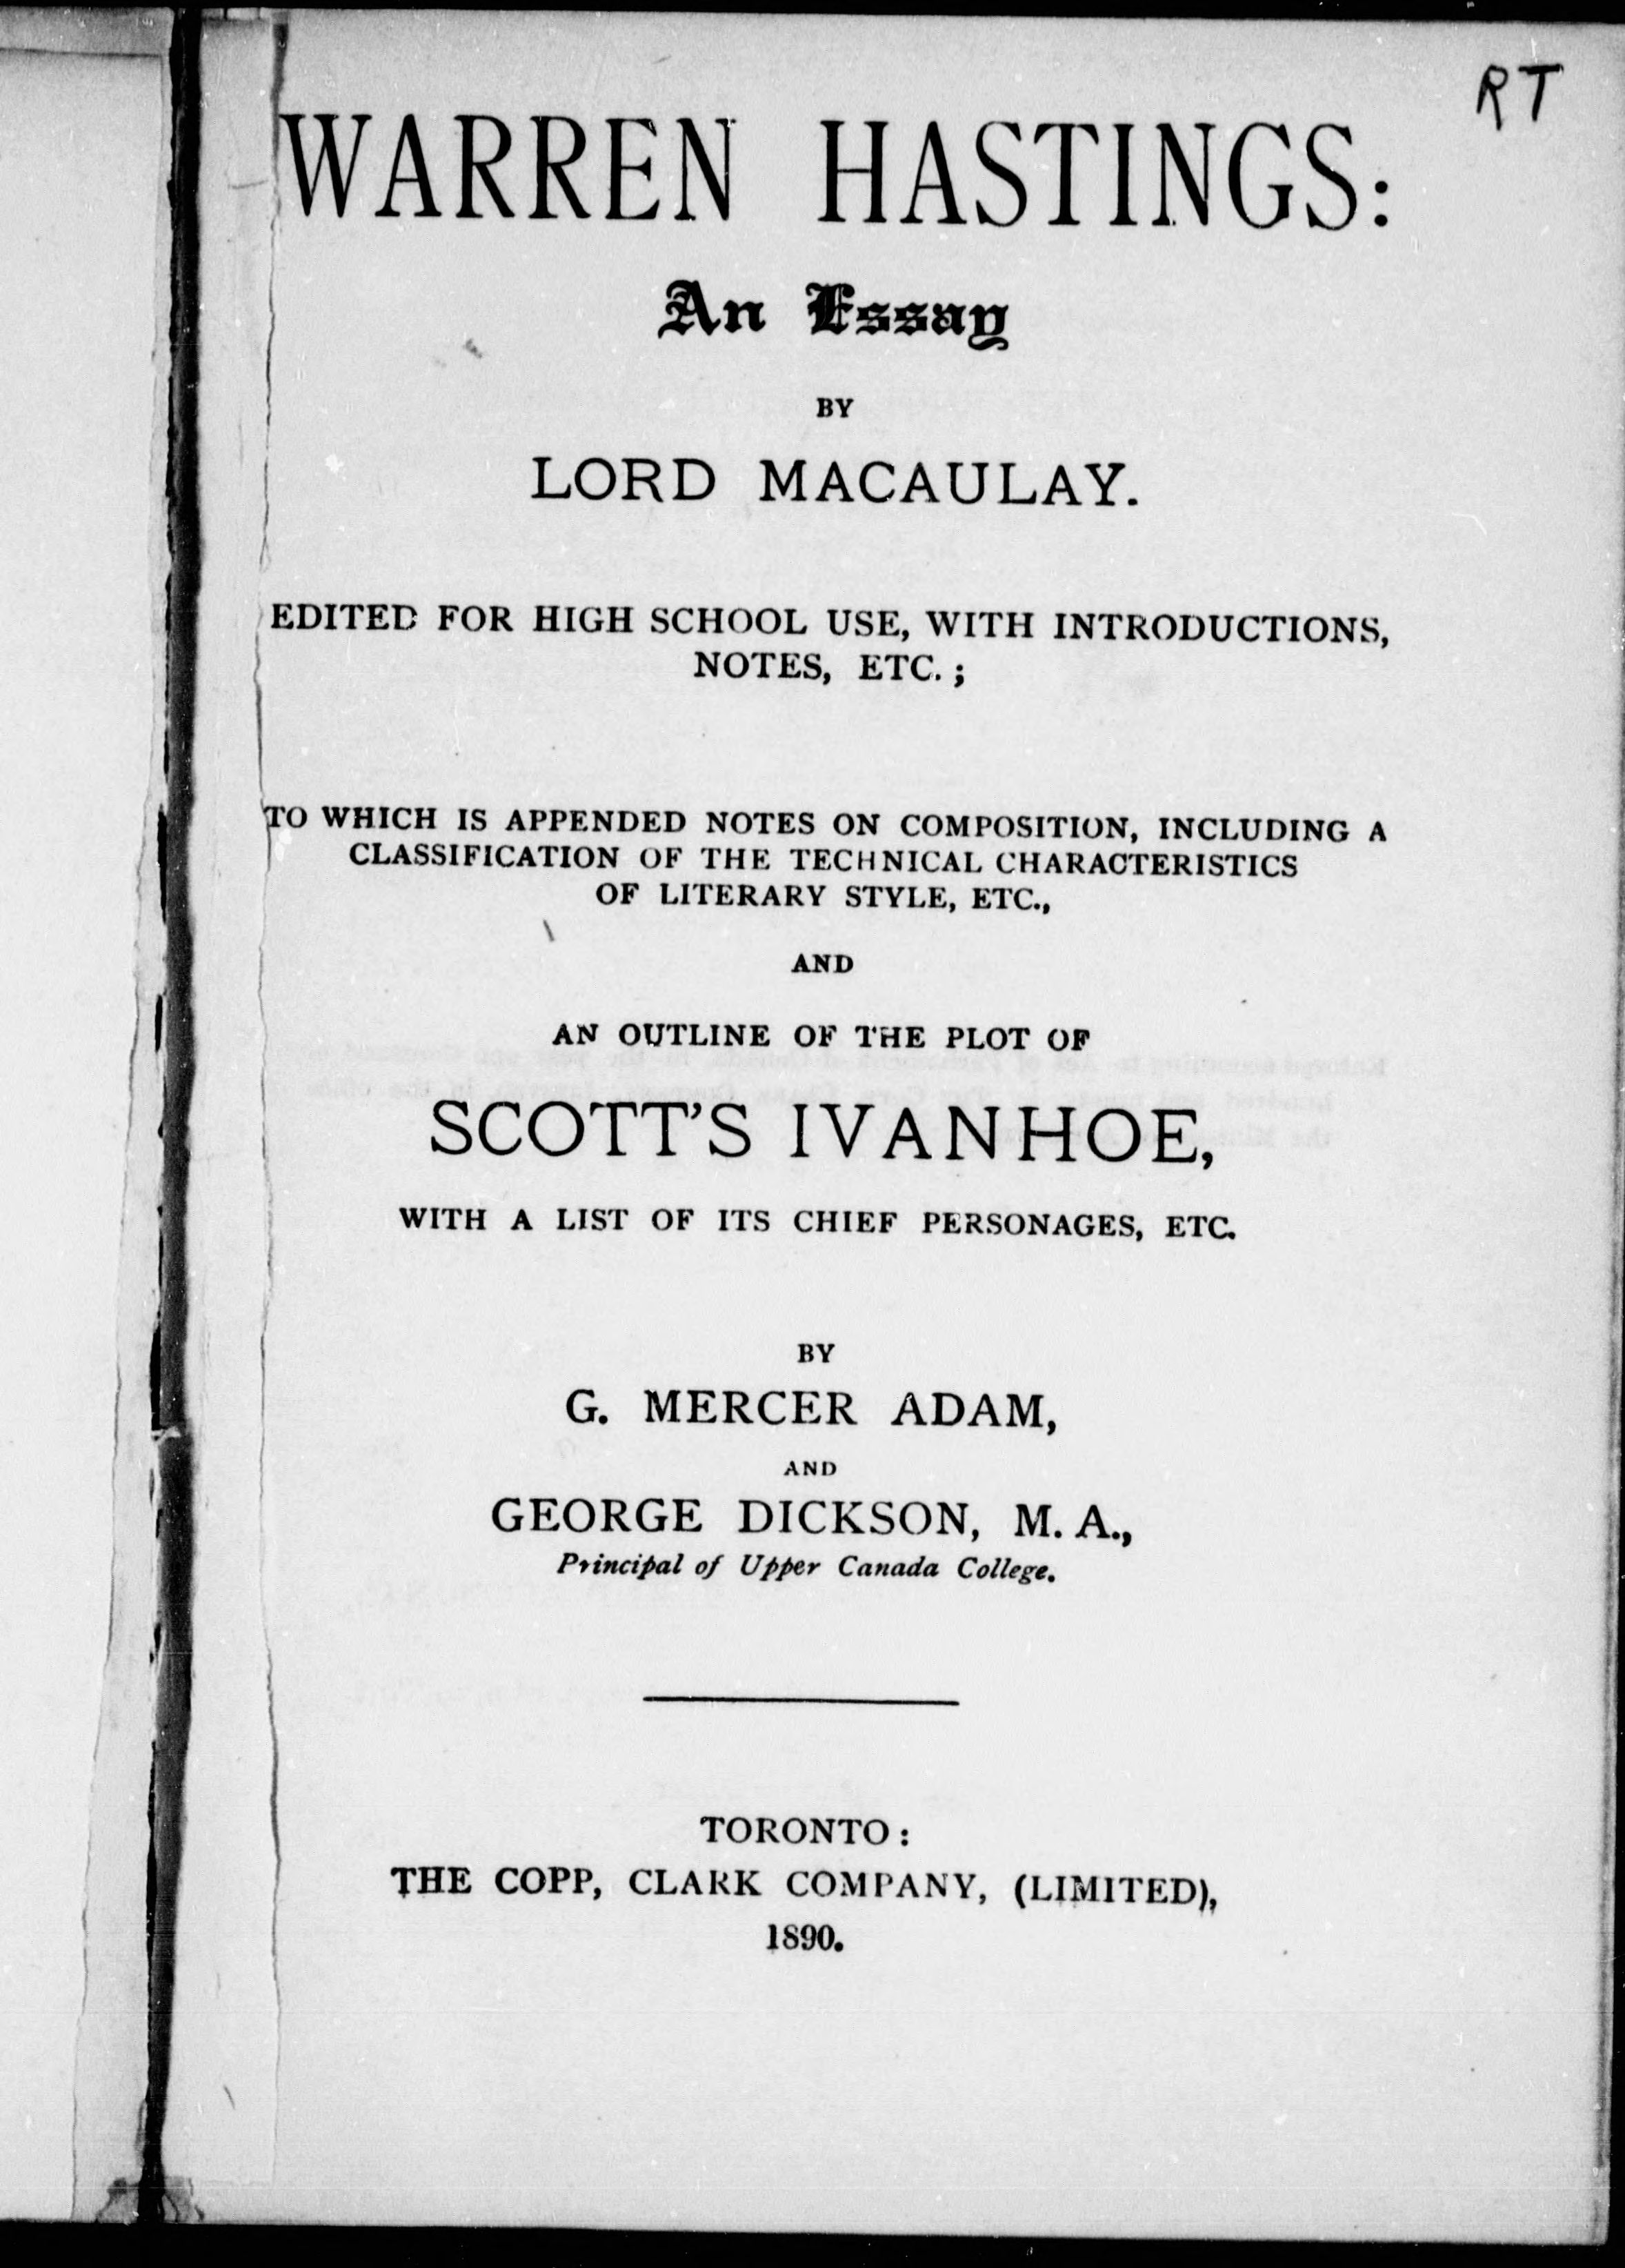 RT
WARREN HASTINGS:
An Essay
BY
LORD MACAULAY.
EDITED FOR HIGH SCHOOL USE, WITH INTRODUCTIONS,
NOTES, ETC.;
TO WHICH IS APPENDED NOTES ON COMPOSITION, INCLUDING A
CLASSIFICATION OF THE TECHNICAL CHARACTERISTICS
OF LITERARY STYLE, ETC.,
AND
AN OUTLINE OF THE PLOT OF
SCOTT'S IVANHOE,
WITH A LIST OF ITS CHIEF PERSONAGES, ETC.
BY
G. MERCER ADAM,
AND
GEORGE DICKSON, M. A.,
Principal of Upper Canada College.
TORONTO:
THE COPP, CLARK COMPANY, (LIMITED),
1890.